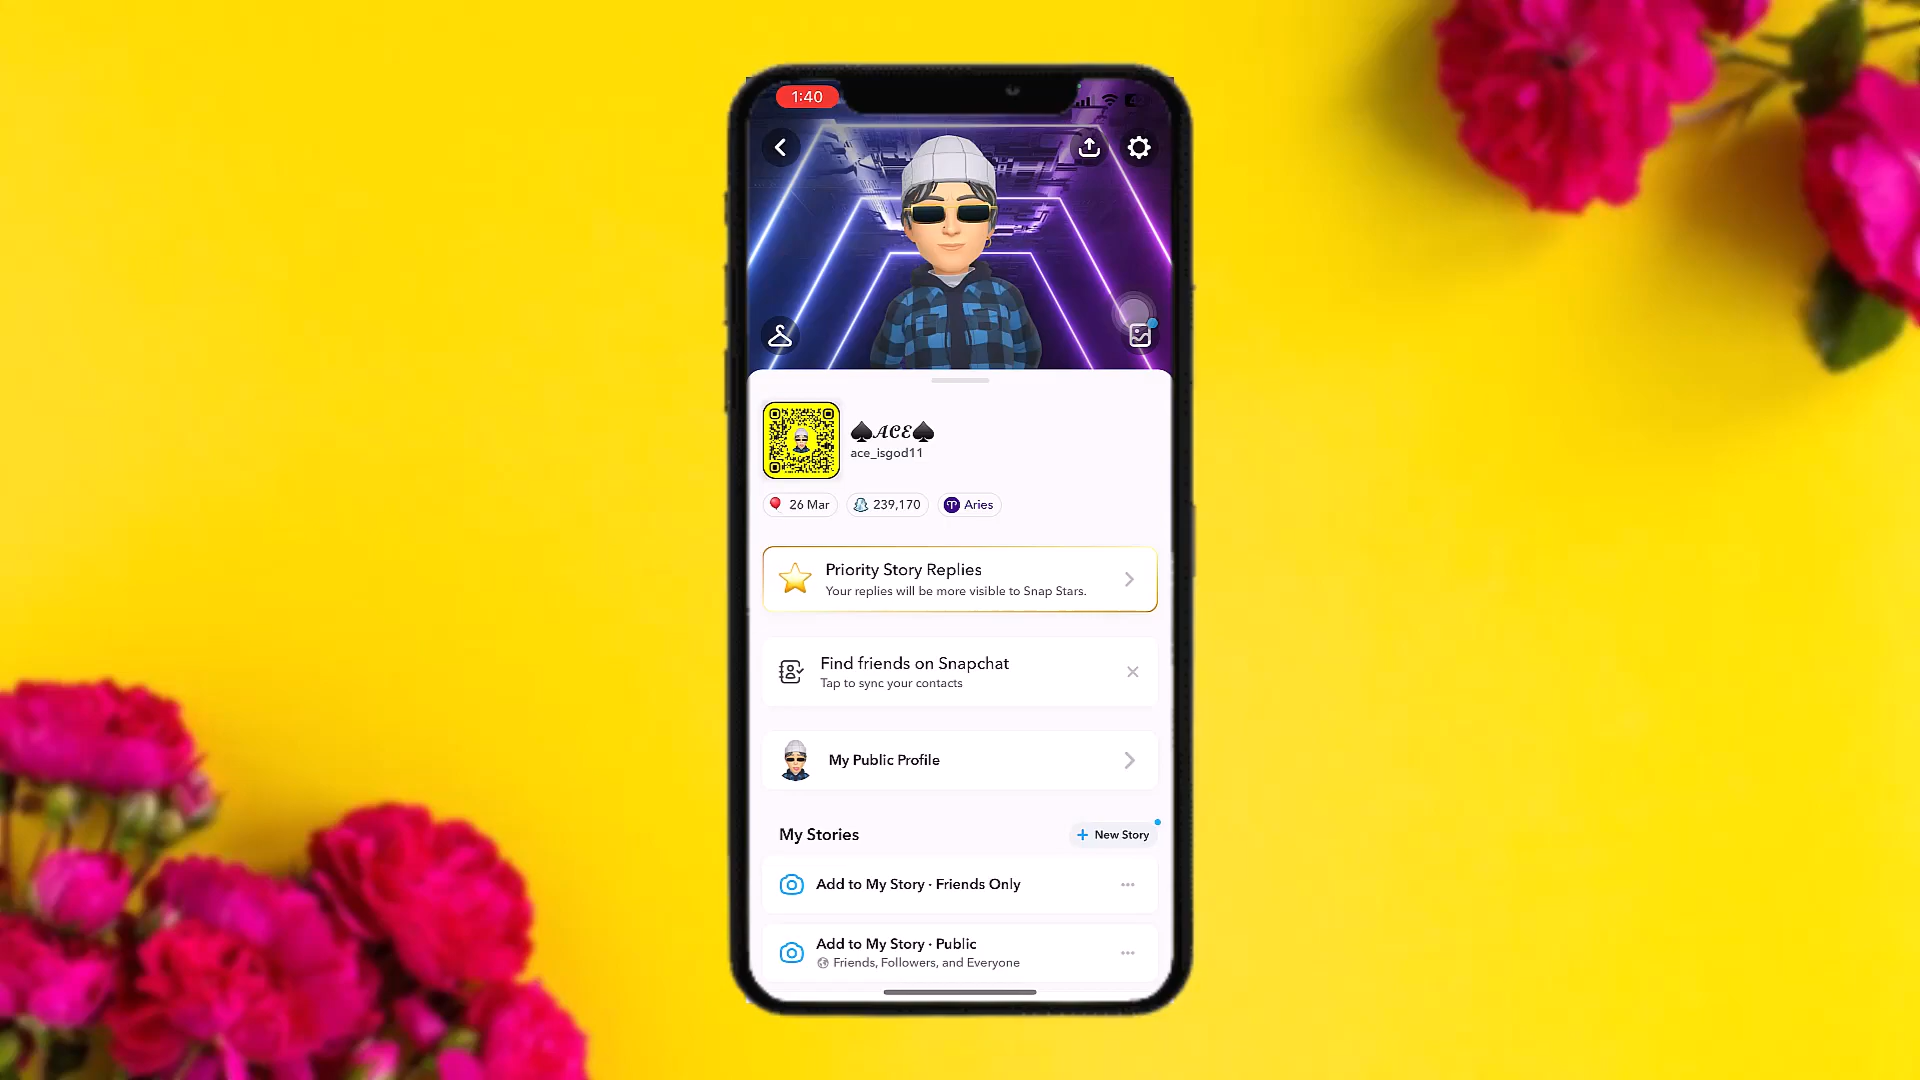 1:40
♠𝓐𝓒𝓔♠
ace_isgod11
26 Mar
239,170
Aries
Priority Story Replies
Your replies will be more visible to Snap Stars.
Find friends on Snapchat
Tap to sync your contacts
My Public Profile
My Stories
+ New Story
Add to My Story · Friends Only
Add to My Story · Public
Friends, Followers, and Everyone